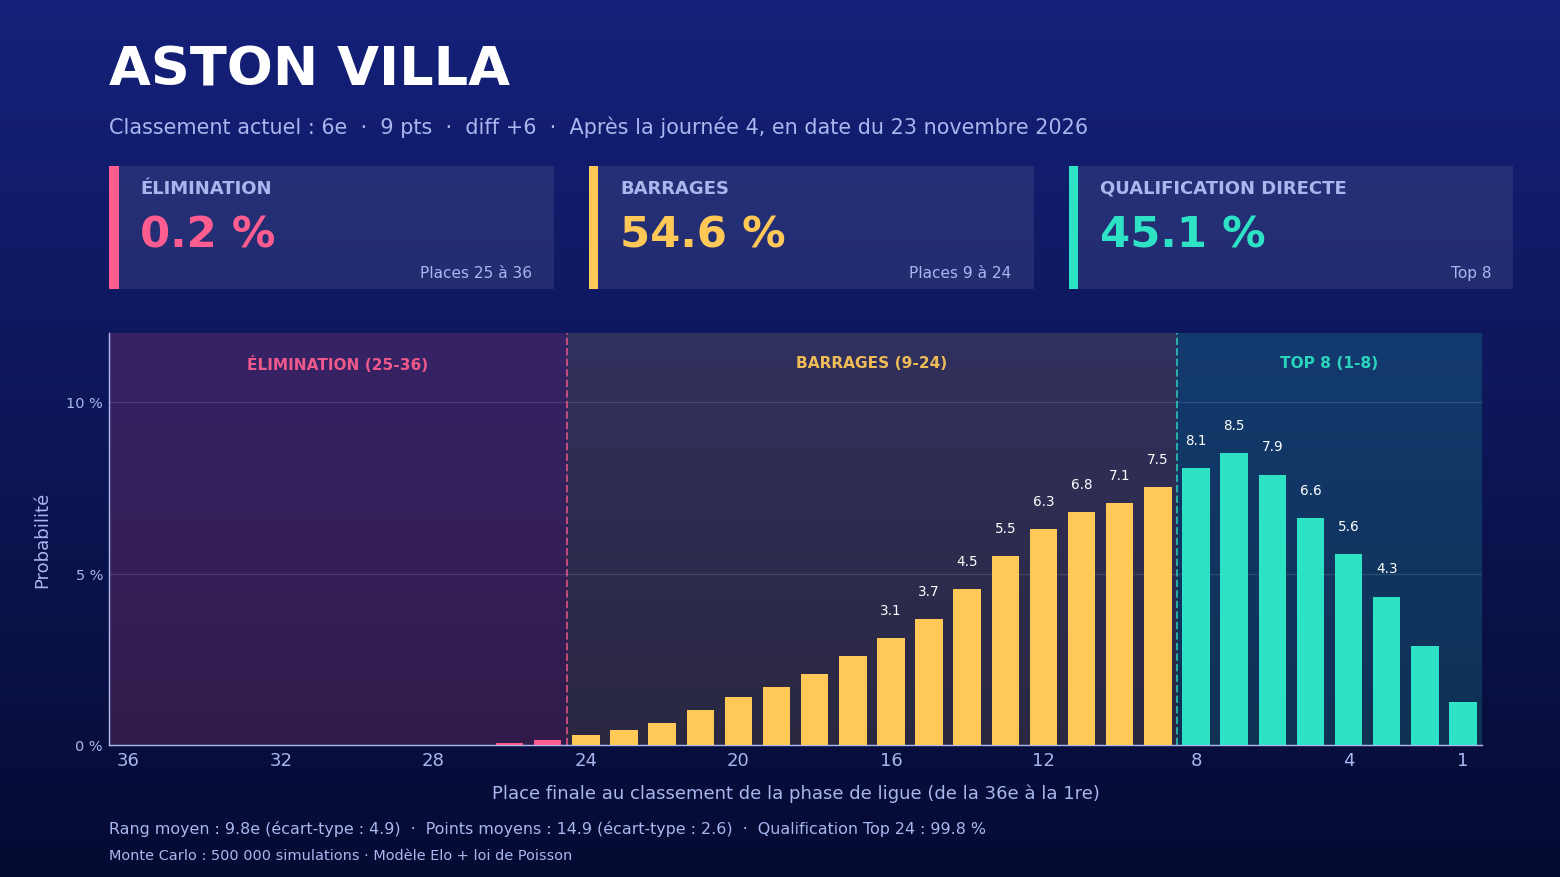 ASTON VILLA
Classement actuel : 6e · 9 pts · diff +6 · Après la journée 4, en date du 23 novembre 2026
ÉLIMINATION
0.2 %
Places 25 à 36
BARRAGES
54.6 %
Places 9 à 24
QUALIFICATION DIRECTE
45.1 %
Top 8
ÉLIMINATION (25-36)
BARRAGES (9-24)
TOP 8 (1-8)
Probabilité
10 %
5 %
0 %
3.1
3.7
4.5
5.5
6.3
6.8
7.1
7.5
8.1
8.5
7.9
6.6
5.6
4.3
36 32 28 24 20 16 12 8 4 1
Place finale au classement de la phase de ligue (de la 36e à la 1re)
Rang moyen : 9.8e (écart-type : 4.9) · Points moyens : 14.9 (écart-type : 2.6) · Qualification Top 24 : 99.8 %
Monte Carlo : 500 000 simulations · Modèle Elo + loi de Poisson